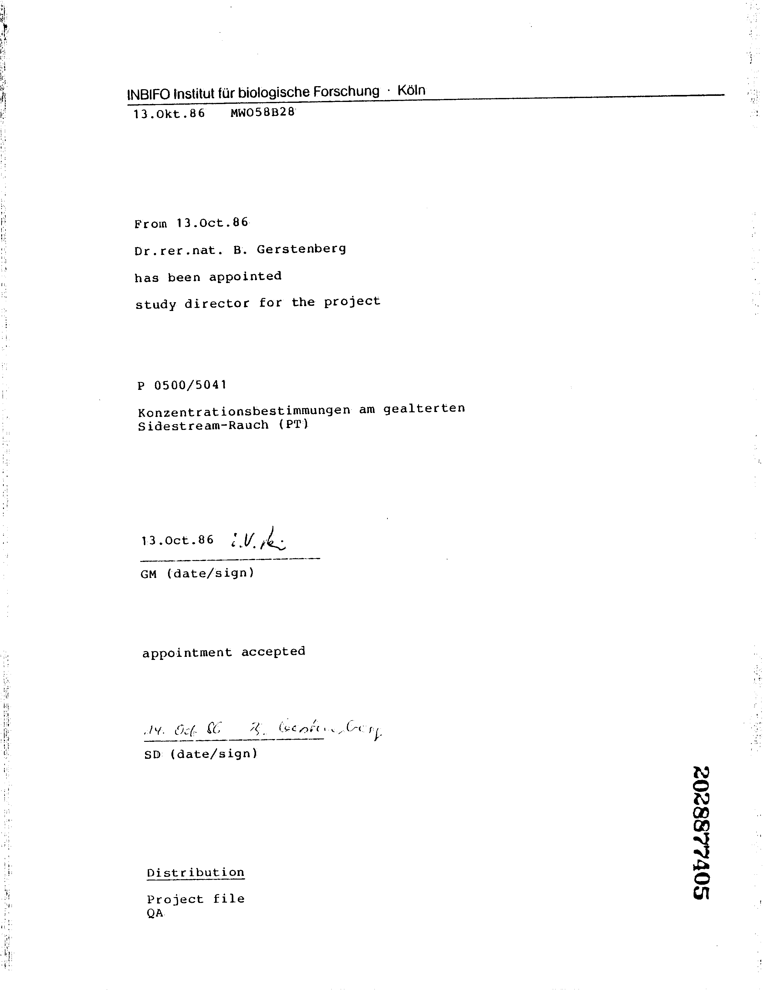 INBIFO Institut für biologische Forschung · Köln
13.Okt.86 MW058B28
From 13.Oct.86
Dr.rer.nat. B. Gerstenberg
has been appointed
study director for the project
P 0500/5041
Konzentrationsbestimmungen am gealterten
Sidestream-Rauch (PT)
13.Oct.86 i.V.
GM (date/sign)
appointment accepted
14. Oct. 86 B. Gerstenberg
SD (date/sign)
Distribution
Project file
QA
2028877405